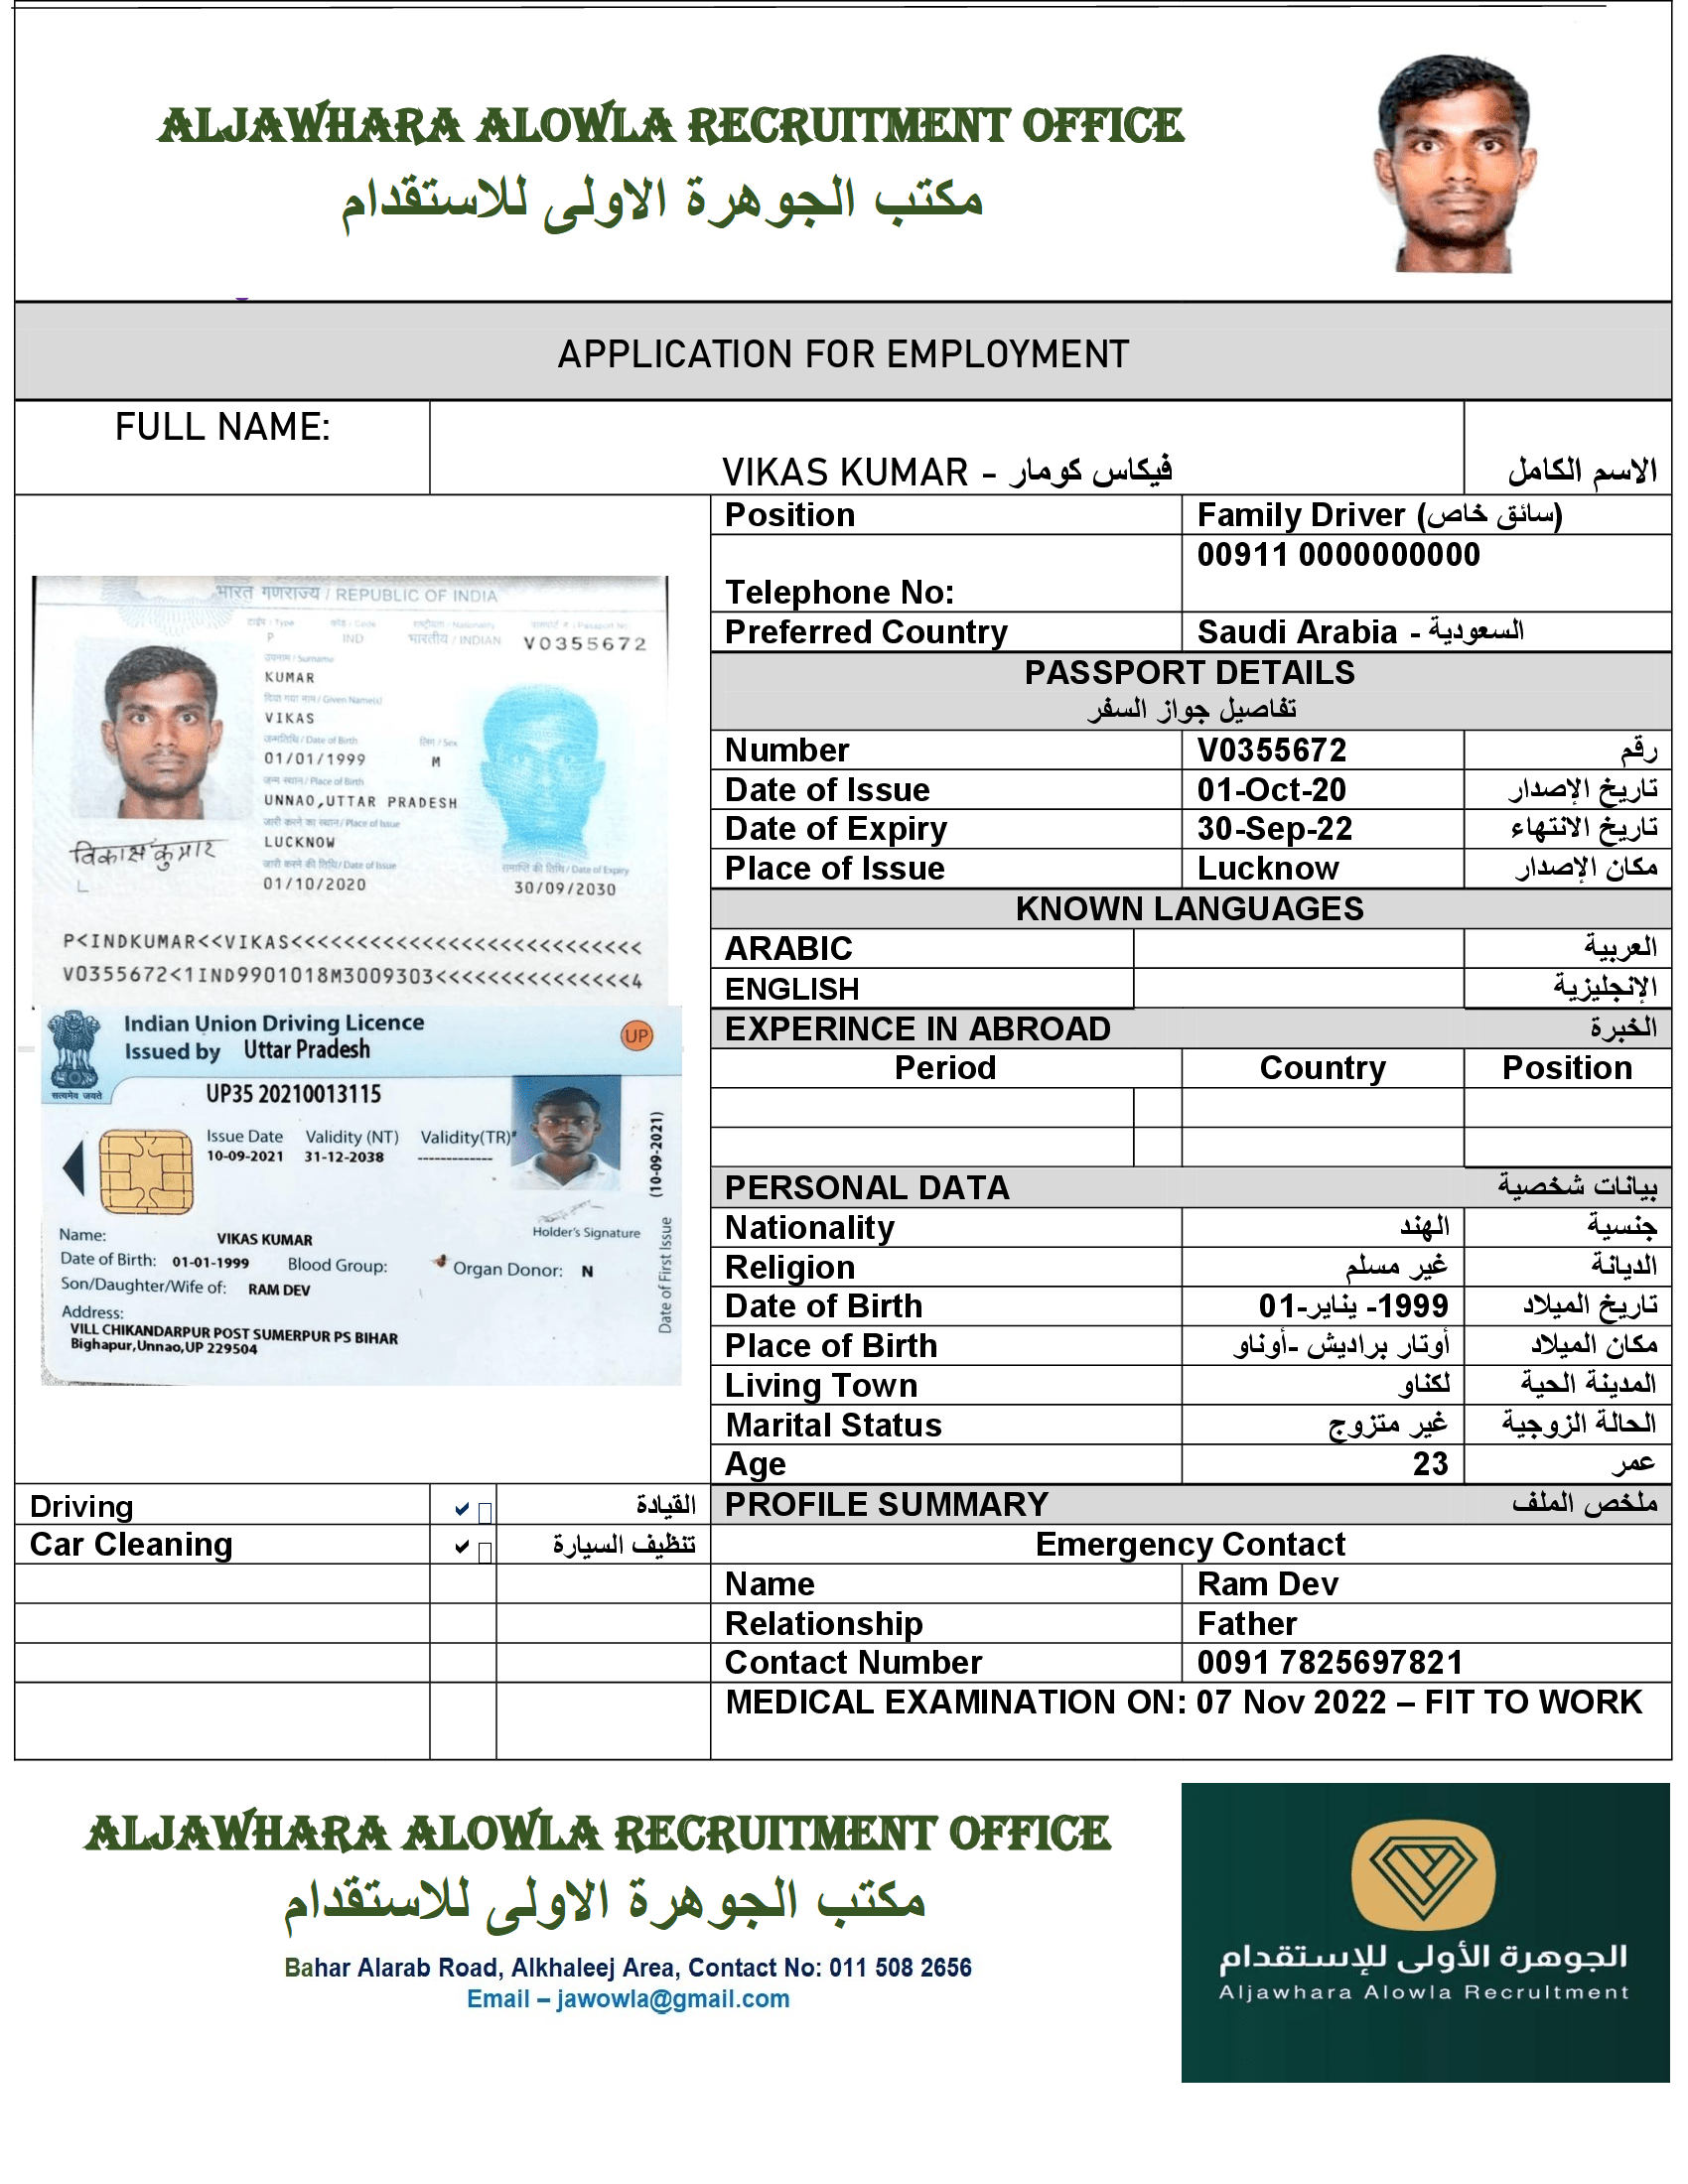 ALJAWHARA ALOWLA RECRUITMENT OFFICE
مكتب الجوهرة الاولى للاستقدام
APPLICATION FOR EMPLOYMENT
FULL NAME:
VIKAS KUMAR - فيكاس كومار
الاسم الكامل
Position Family Driver (سائق خاص)
Telephone No: 00911 0000000000
Preferred Country Saudi Arabia - السعودية
PASSPORT DETAILS
تفاصيل جواز السفر
Number V0355672 رقم
Date of Issue 01-Oct-20 تاريخ الإصدار
Date of Expiry 30-Sep-22 تاريخ الانتهاء
Place of Issue Lucknow مكان الإصدار
KNOWN LANGUAGES
ARABIC العربية
ENGLISH الإنجليزية
EXPERINCE IN ABROAD الخبرة
Period Country Position
PERSONAL DATA بيانات شخصية
Nationality الهند جنسية
Religion غير مسلم الديانة
Date of Birth 01-يناير -1999 تاريخ الميلاد
Place of Birth أوتار براديش -أوناو مكان الميلاد
Living Town لكناو المدينة الحية
Marital Status غير متزوج الحالة الزوجية
Age 23 عمر
PROFILE SUMMARY ملخص الملف
Emergency Contact
Name Ram Dev
Relationship Father
Contact Number 0091 7825697821
MEDICAL EXAMINATION ON: 07 Nov 2022 – FIT TO WORK
भारत गणराज्य / REPUBLIC OF INDIA
टाईप / Type कोड / Code राष्ट्रीयता / Nationality पासपोर्ट न. / Passport No.
P IND भारतीय / INDIAN V0355672
उपनाम / Surname
KUMAR
दिया गया नाम / Given Name(s)
VIKAS
जन्मतिथि / Date of Birth लिंग / Sex
01/01/1999 M
जन्म स्थान / Place of Birth
UNNAO,UTTAR PRADESH
जारी करने का स्थान / Place of Issue
LUCKNOW
जारी करने की तिथि / Date of Issue समाप्ति की तिथि / Date of Expiry
01/10/2020 30/09/2030
विकास कुमार
P<INDKUMAR<<VIKAS<<<<<<<<<<<<<<<<<<<<<<<<<<<
V0355672<1IND9901018M3009303<<<<<<<<<<<<<<<4
Indian Union Driving Licence
Issued by Uttar Pradesh
UP
सत्यमेव जयते
UP35 20210013115
Issue Date Validity (NT) Validity(TR)*
10-09-2021 31-12-2038 -------------
Holder's Signature
Date of First Issue (10-09-2021)
Name: VIKAS KUMAR
Date of Birth: 01-01-1999 Blood Group: Organ Donor: N
Son/Daughter/Wife of: RAM DEV
Address:
VILL CHIKANDARPUR POST SUMERPUR PS BIHAR
Bighapur,Unnao,UP 229504
Driving القيادة
Car Cleaning تنظيف السيارة
ALJAWHARA ALOWLA RECRUITMENT OFFICE
مكتب الجوهرة الاولى للاستقدام
Bahar Alarab Road, Alkhaleej Area, Contact No: 011 508 2656
Email – jawowla@gmail.com
الجوهرة الأولى للإستقدام
Aljawhara Alowla Recrultment